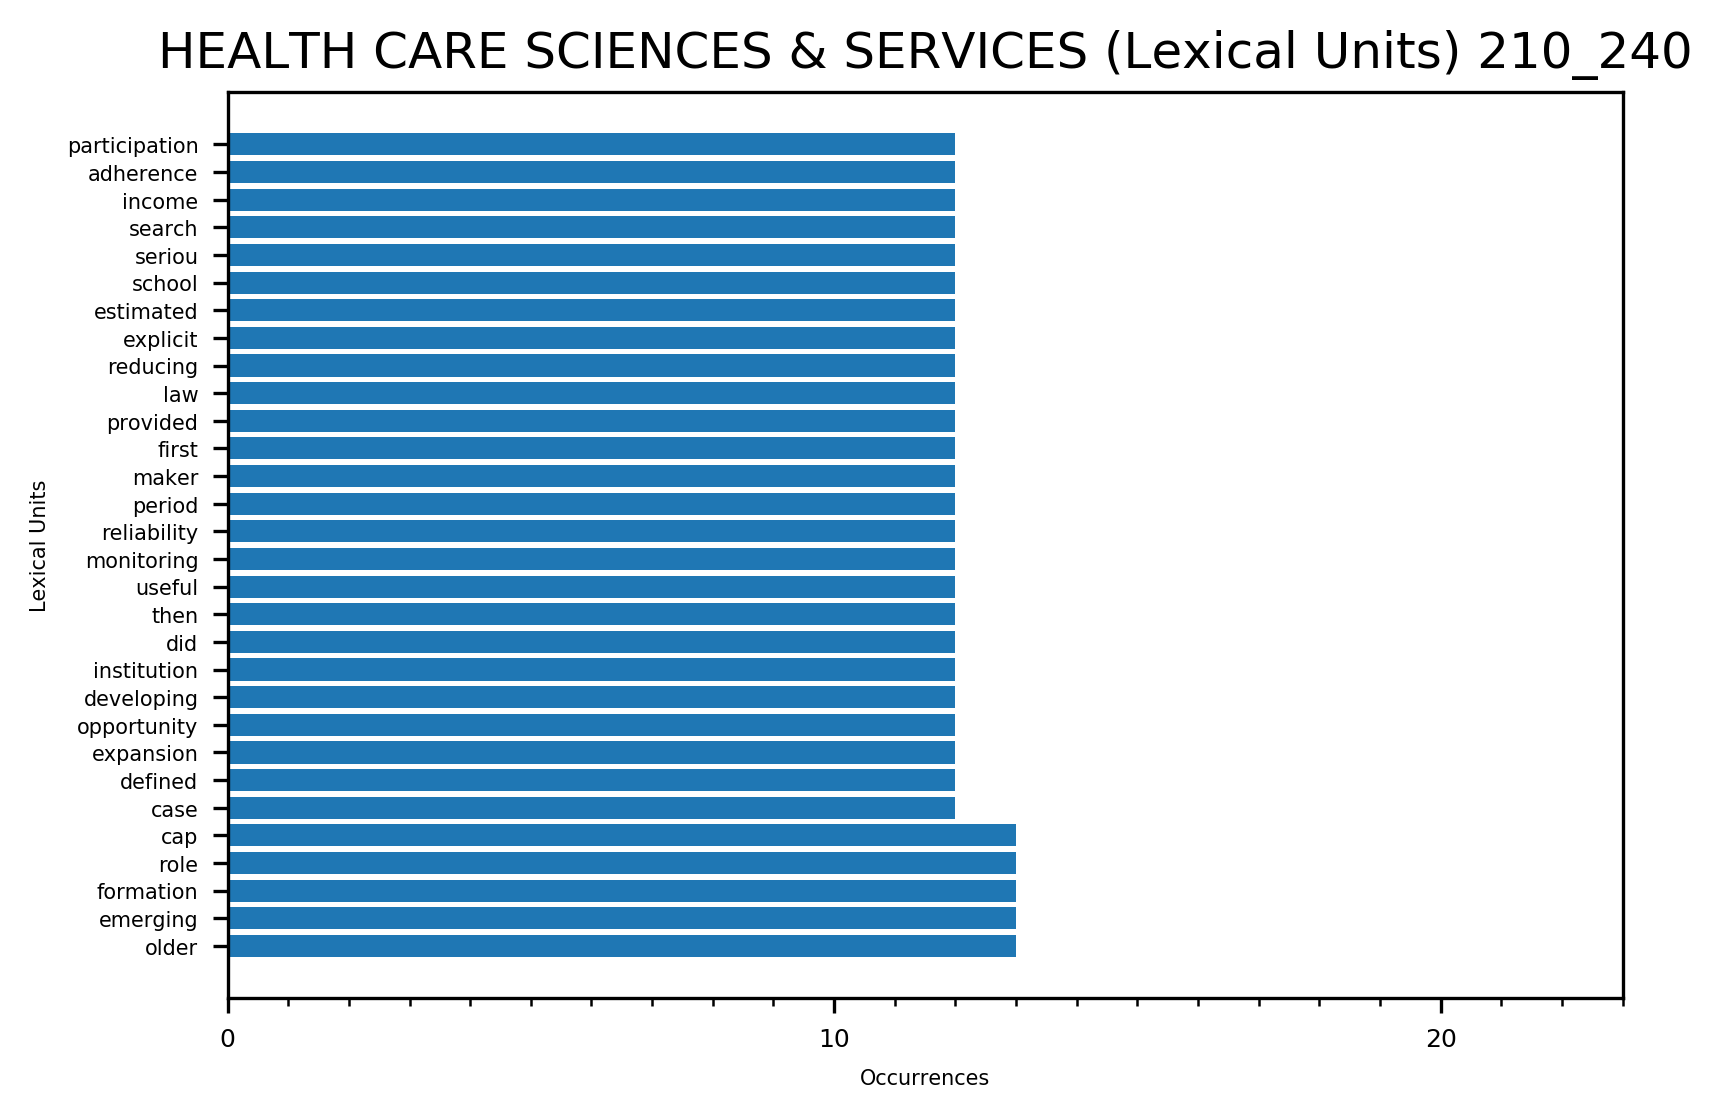 HEALTH CARE SCIENCES & SERVICES (Lexical Units) 210_240
participation
adherence
income
search
seriou
school
estimated
explicit
reducing
law
provided
first
maker
period
reliability
monitoring
useful
then
did
institution
developing
opportunity
expansion
defined
case
cap
role
formation
emerging
older
Lexical Units
0 10 20
Occurrences